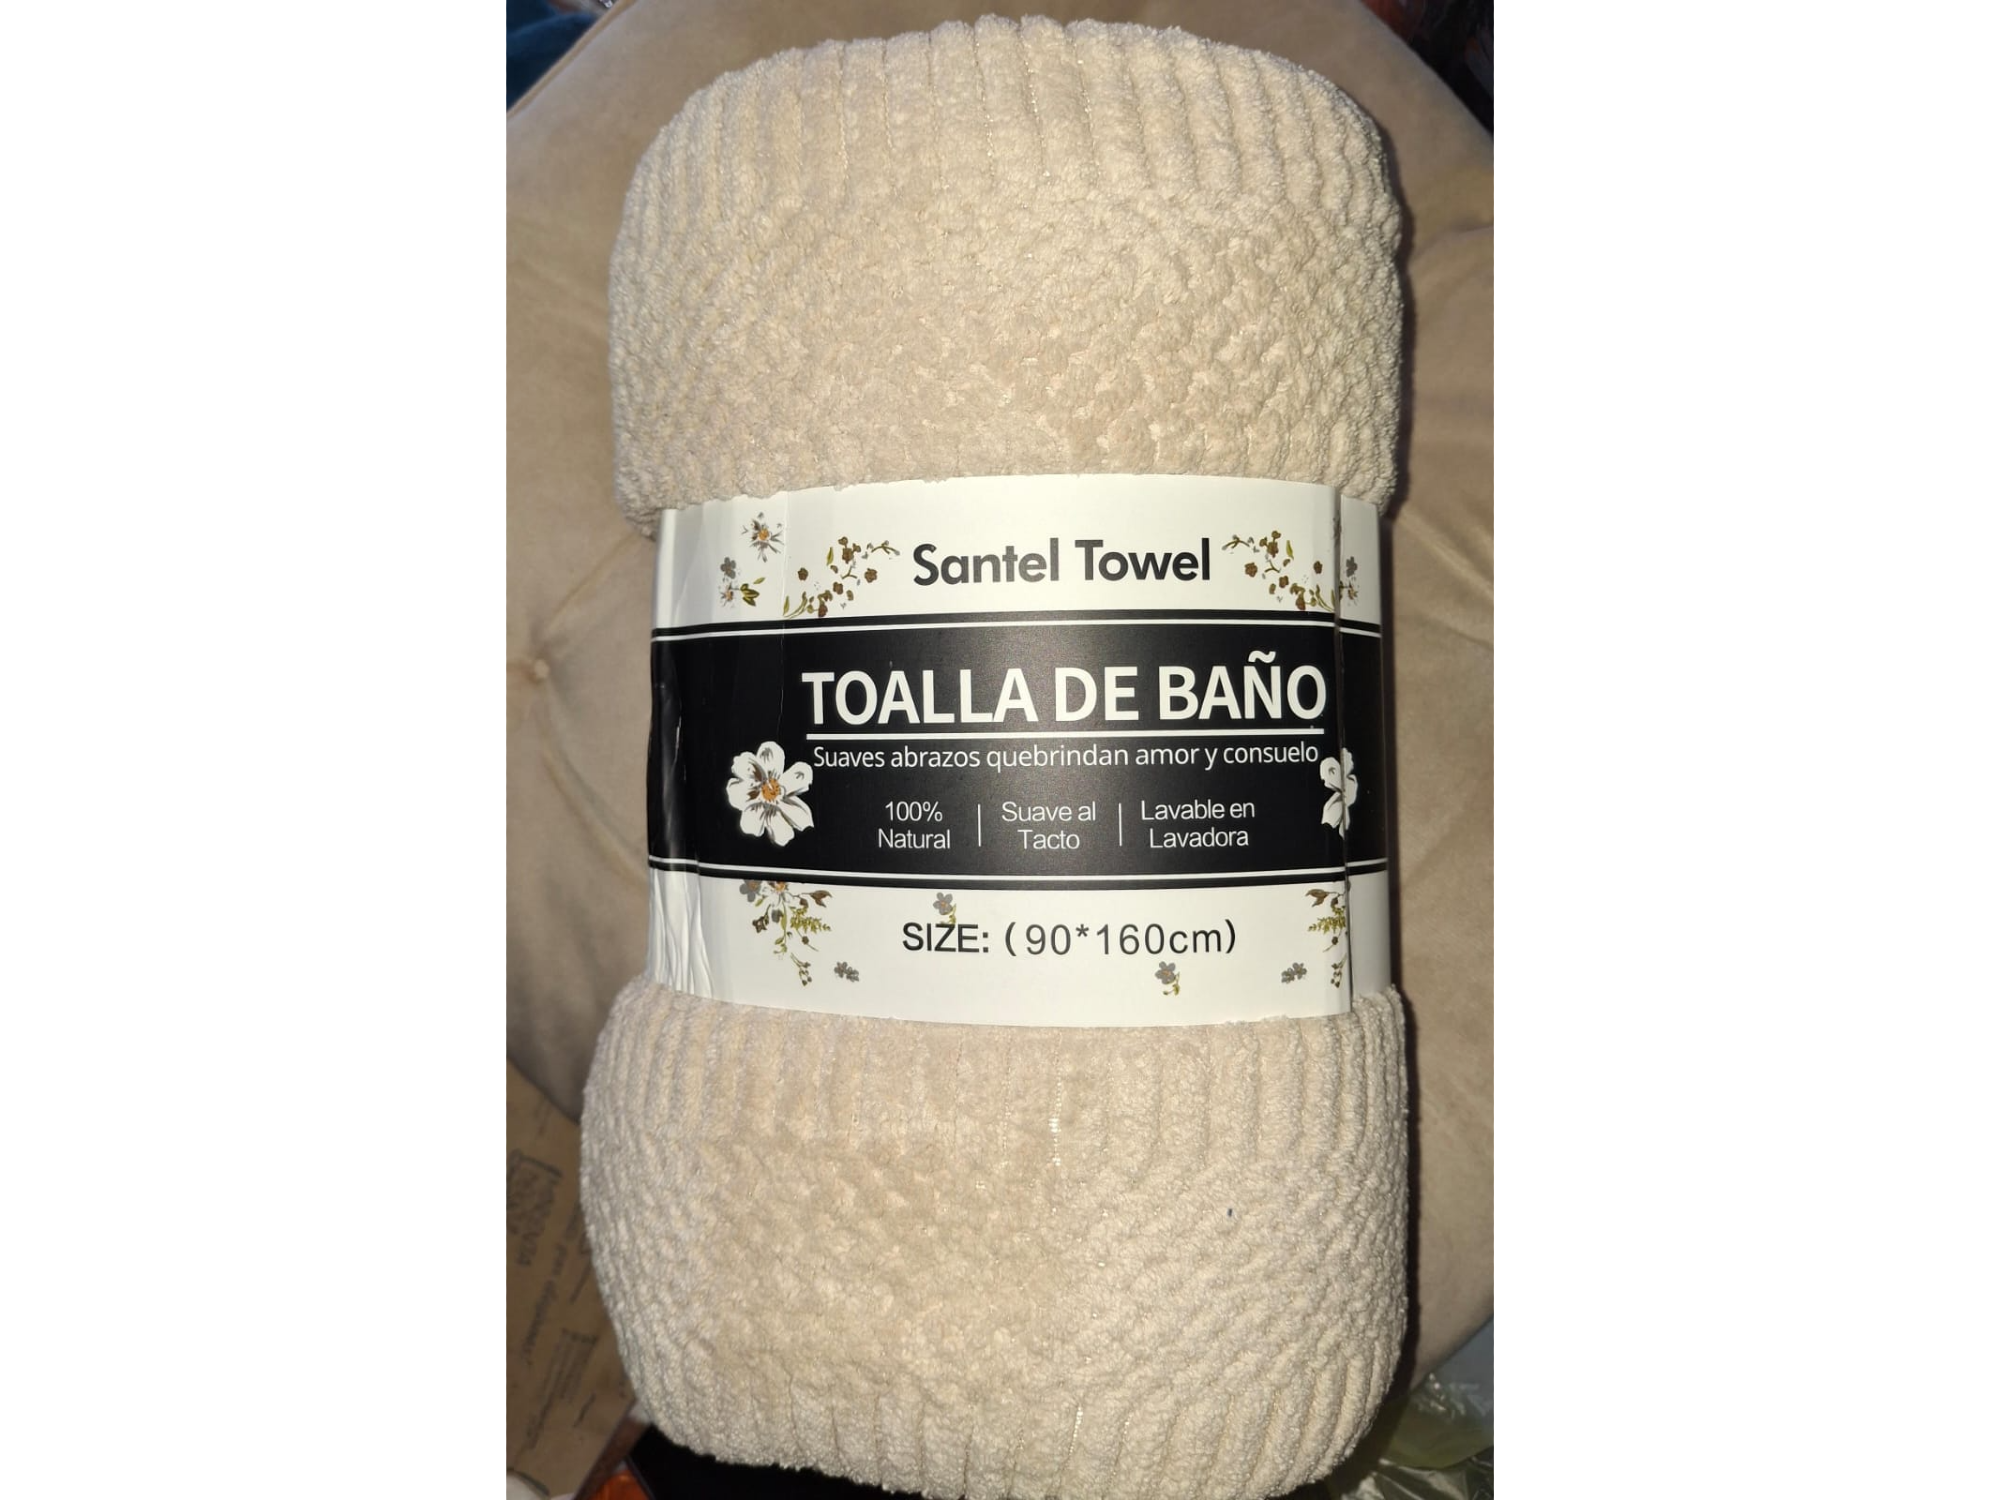 Santel Towel
TOALLA DE BAÑO
Suaves abrazos quebrindan amor y consuelo
100%
Natural
Suave al
Tacto
Lavable en
Lavadora
SIZE: (90*160cm)